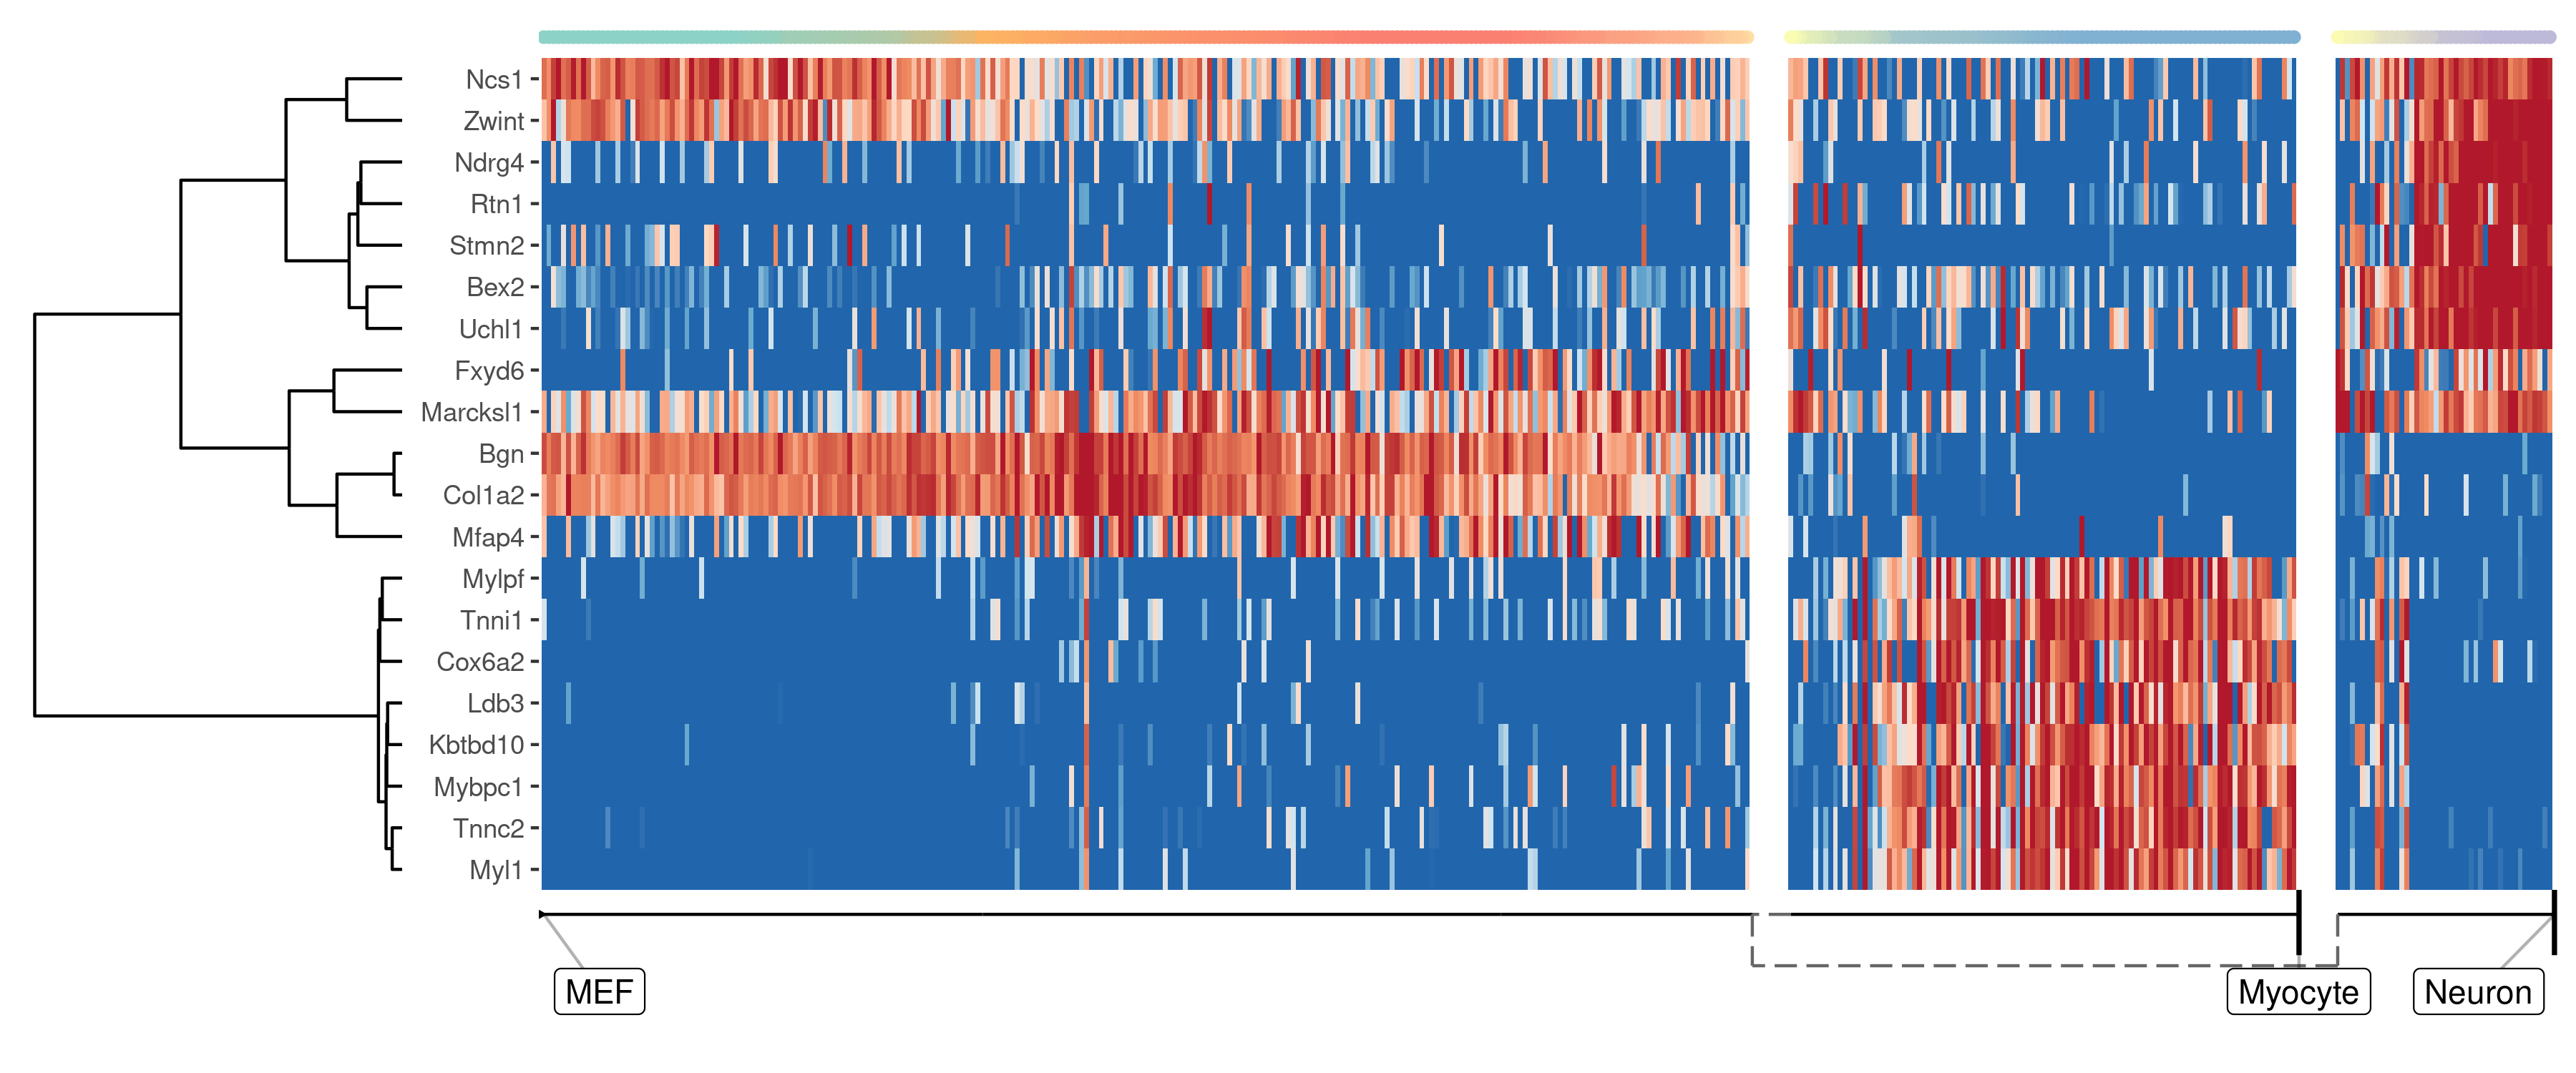 Ncs1
Zwint
Ndrg4
Rtn1
Stmn2
Bex2
Uchl1
Fxyd6
Marcksl1
Bgn
Col1a2
Mfap4
Mylpf
Tnni1
Cox6a2
Ldb3
Kbtbd10
Mybpc1
Tnnc2
Myl1
MEF
Myocyte
Neuron